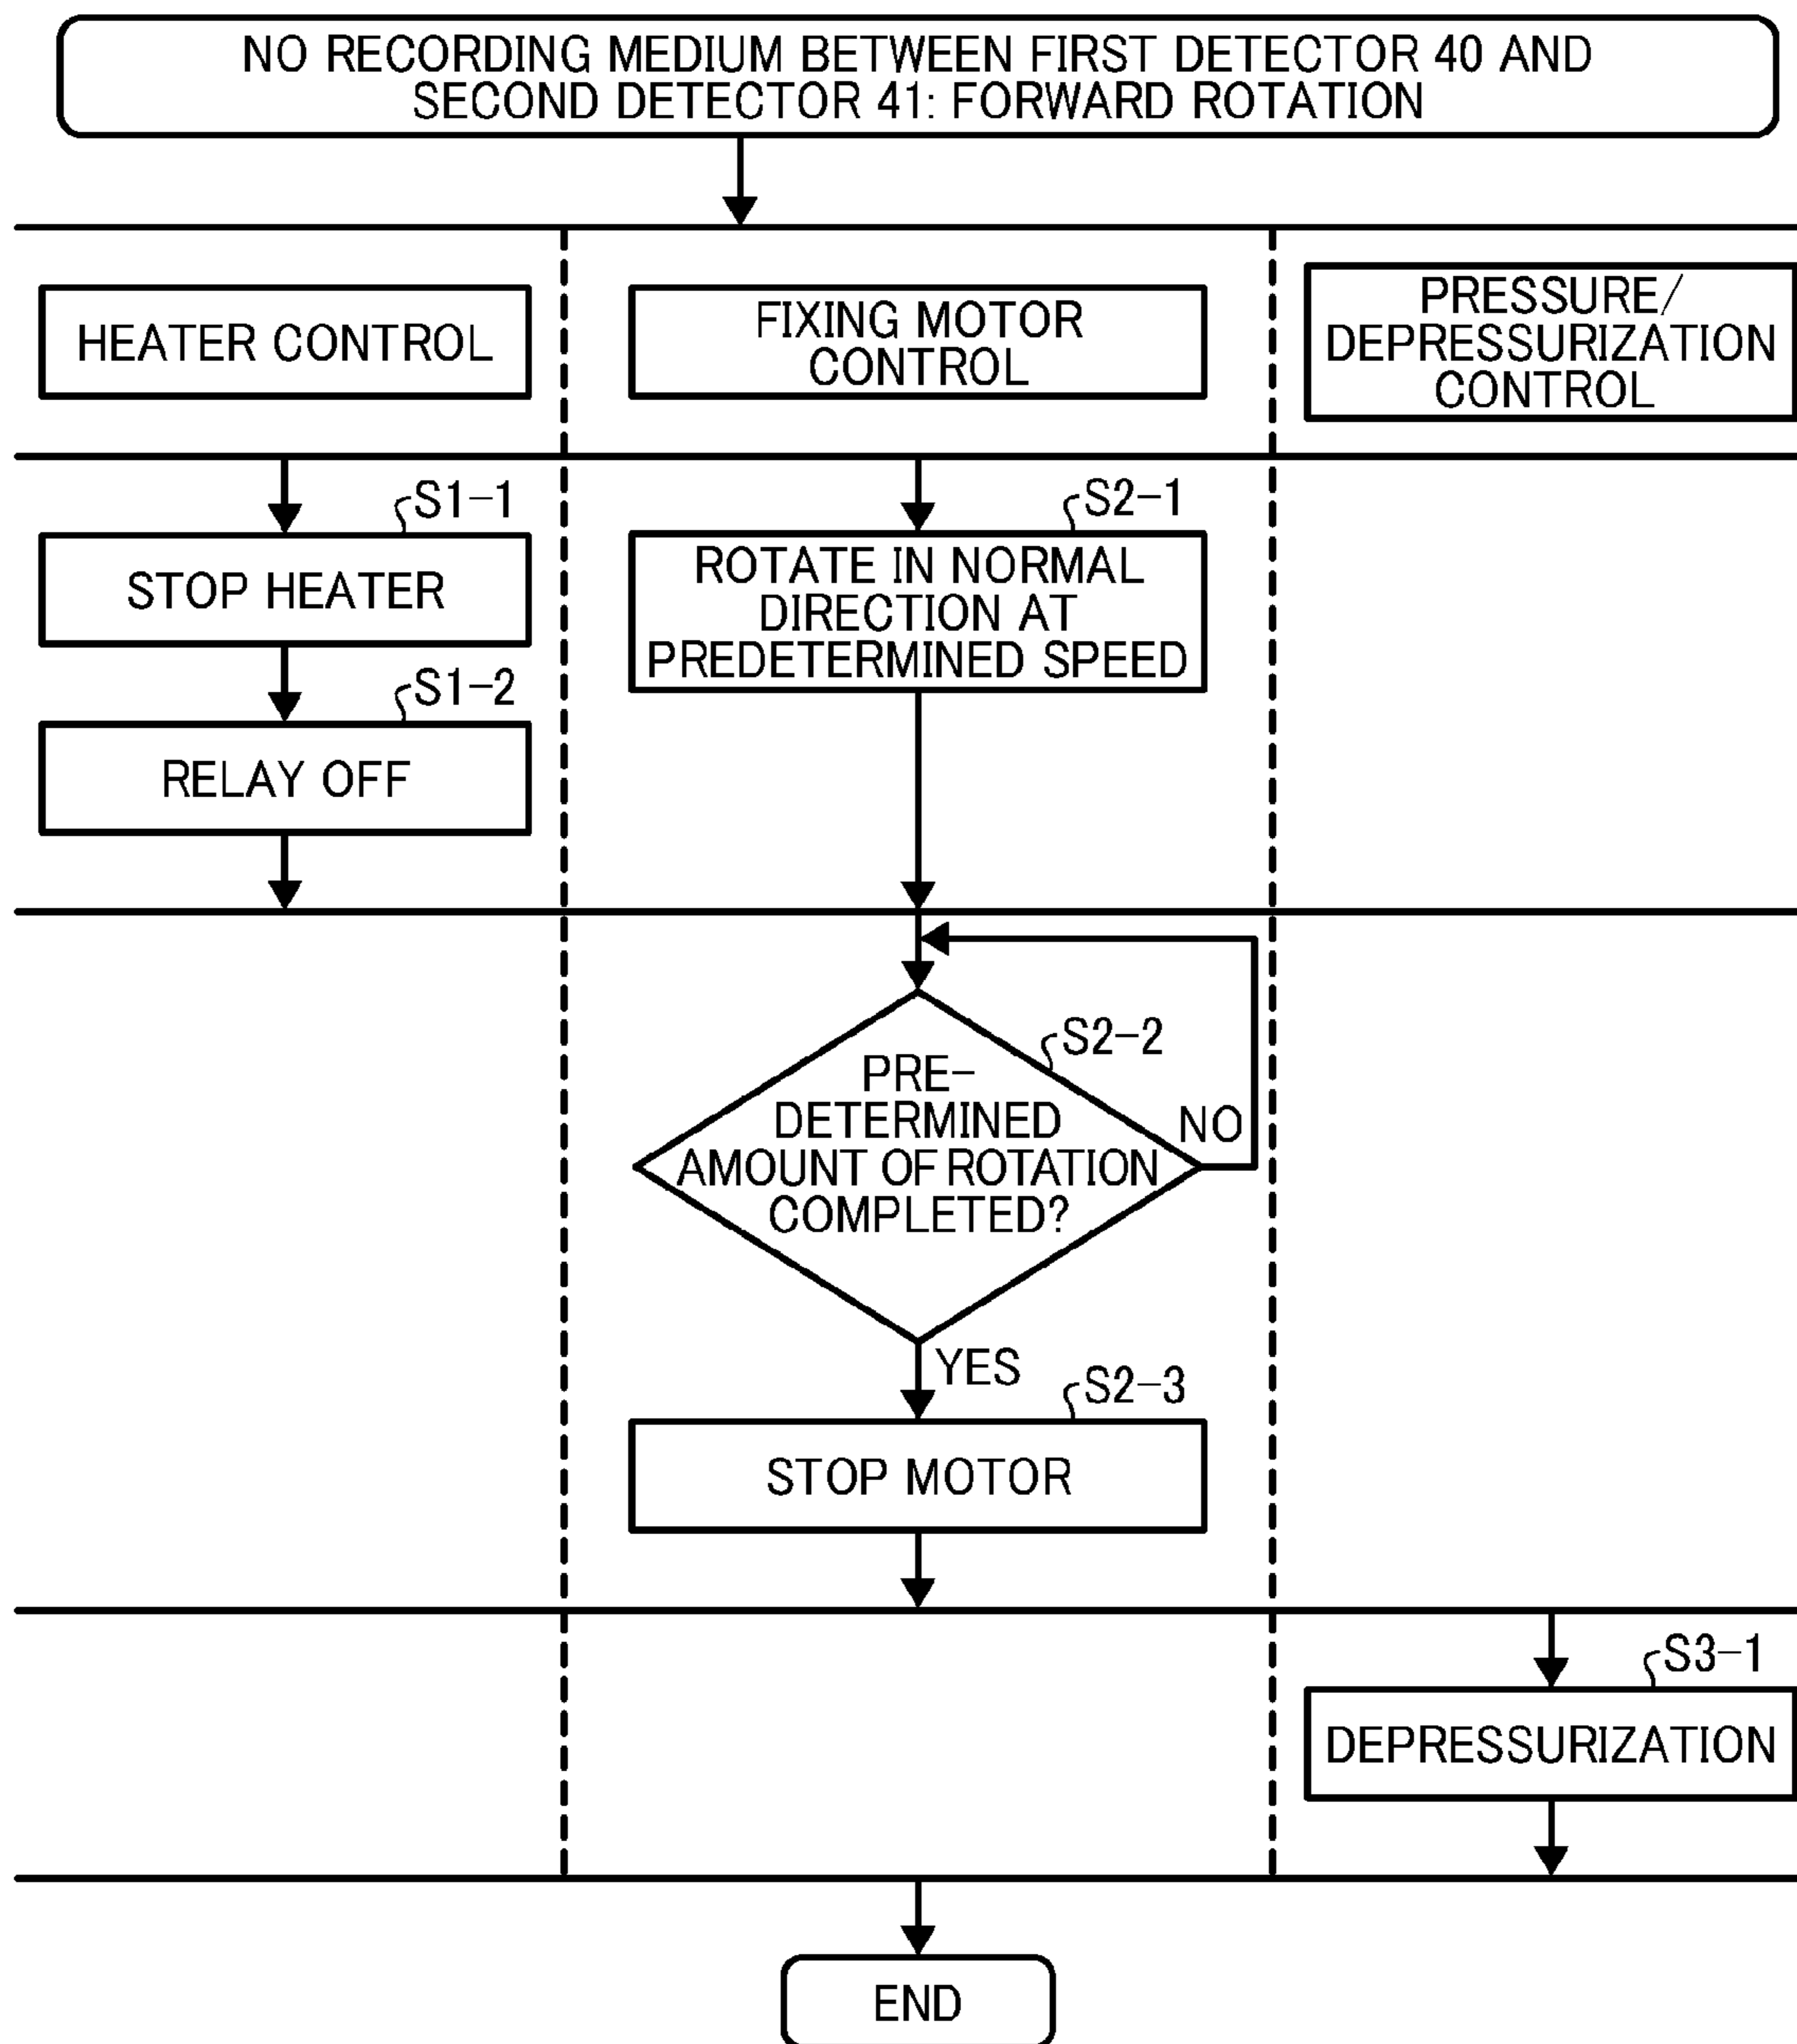 NO RECORDING MEDIUM BETWEEN FIRST DETECTOR 40 AND
SECOND DETECTOR 41: FORWARD ROTATION
HEATER CONTROL
FIXING MOTOR
CONTROL
PRESSURE/
DEPRESSURIZATION
CONTROL
S1-1
STOP HEATER
S1-2
RELAY OFF
S2-1
ROTATE IN NORMAL
DIRECTION AT
PREDETERMINED SPEED
S2-2
PRE-
DETERMINED
AMOUNT OF ROTATION
COMPLETED?
NO
YES
S2-3
STOP MOTOR
S3-1
DEPRESSURIZATION
END